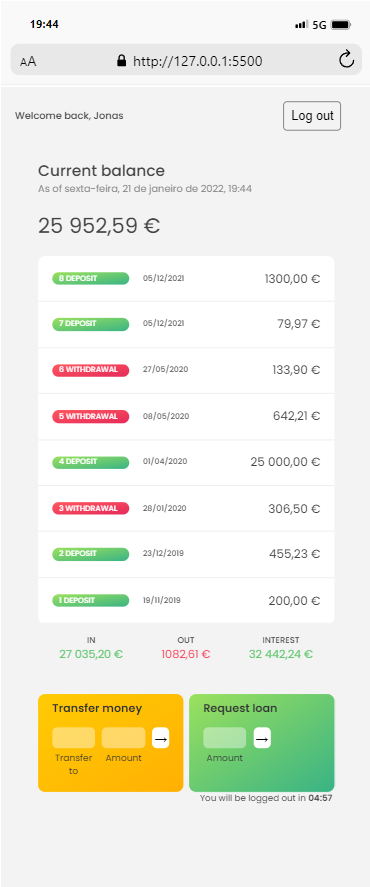 19:44
5G
AA
http://127.0.0.1:5500
Welcome back, Jonas
Log out
Current balance
As of sexta-feira, 21 de janeiro de 2022, 19:44
25 952,59 €
8 DEPOSIT 05/12/2021 1300,00 €
7 DEPOSIT 05/12/2021 79,97 €
6 WITHDRAWAL 27/05/2020 133,90 €
5 WITHDRAWAL 08/05/2020 642,21 €
4 DEPOSIT 01/04/2020 25 000,00 €
3 WITHDRAWAL 28/01/2020 306,50 €
2 DEPOSIT 23/12/2019 455,23 €
1 DEPOSIT 19/11/2019 200,00 €
IN OUT INTEREST
27 035,20 € 1082,61 € 32 442,24 €
Transfer money
→
Transfer Amount
to
Request loan
→
Amount
You will be logged out in 04:57